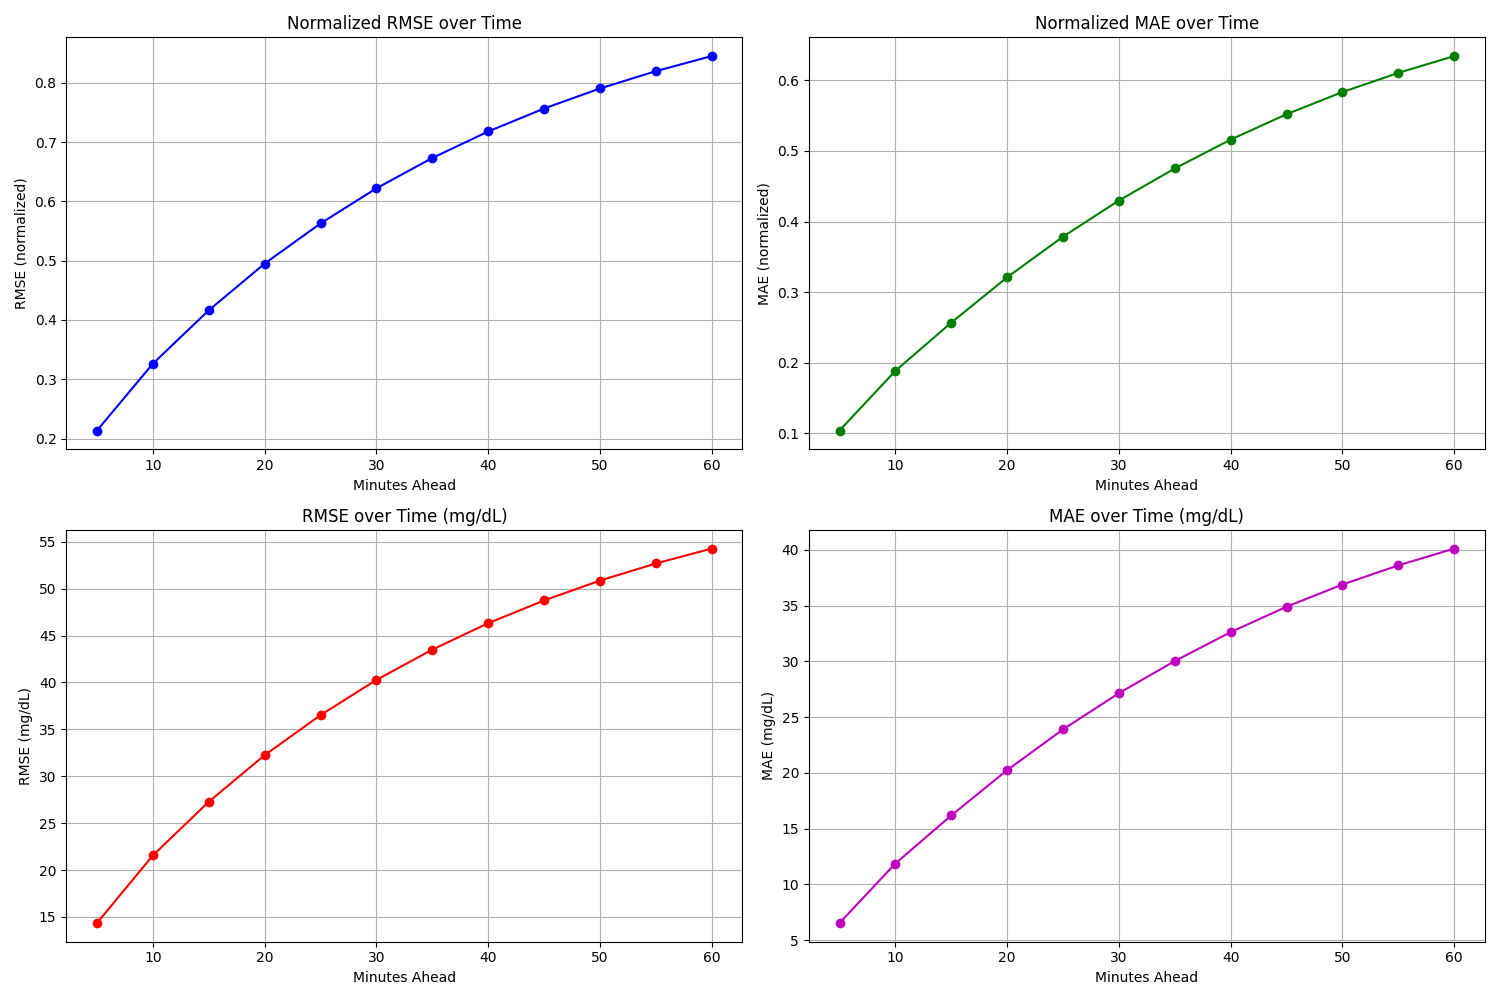 Normalized RMSE over Time
RMSE (normalized)
0.8
0.7
0.6
0.5
0.4
0.3
0.2
10 20 30 40 50 60
Minutes Ahead
Normalized MAE over Time
MAE (normalized)
0.6
0.5
0.4
0.3
0.2
0.1
10 20 30 40 50 60
Minutes Ahead
RMSE over Time (mg/dL)
RMSE (mg/dL)
55
50
45
40
35
30
25
20
15
10 20 30 40 50 60
Minutes Ahead
MAE over Time (mg/dL)
MAE (mg/dL)
40
35
30
25
20
15
10
5
10 20 30 40 50 60
Minutes Ahead